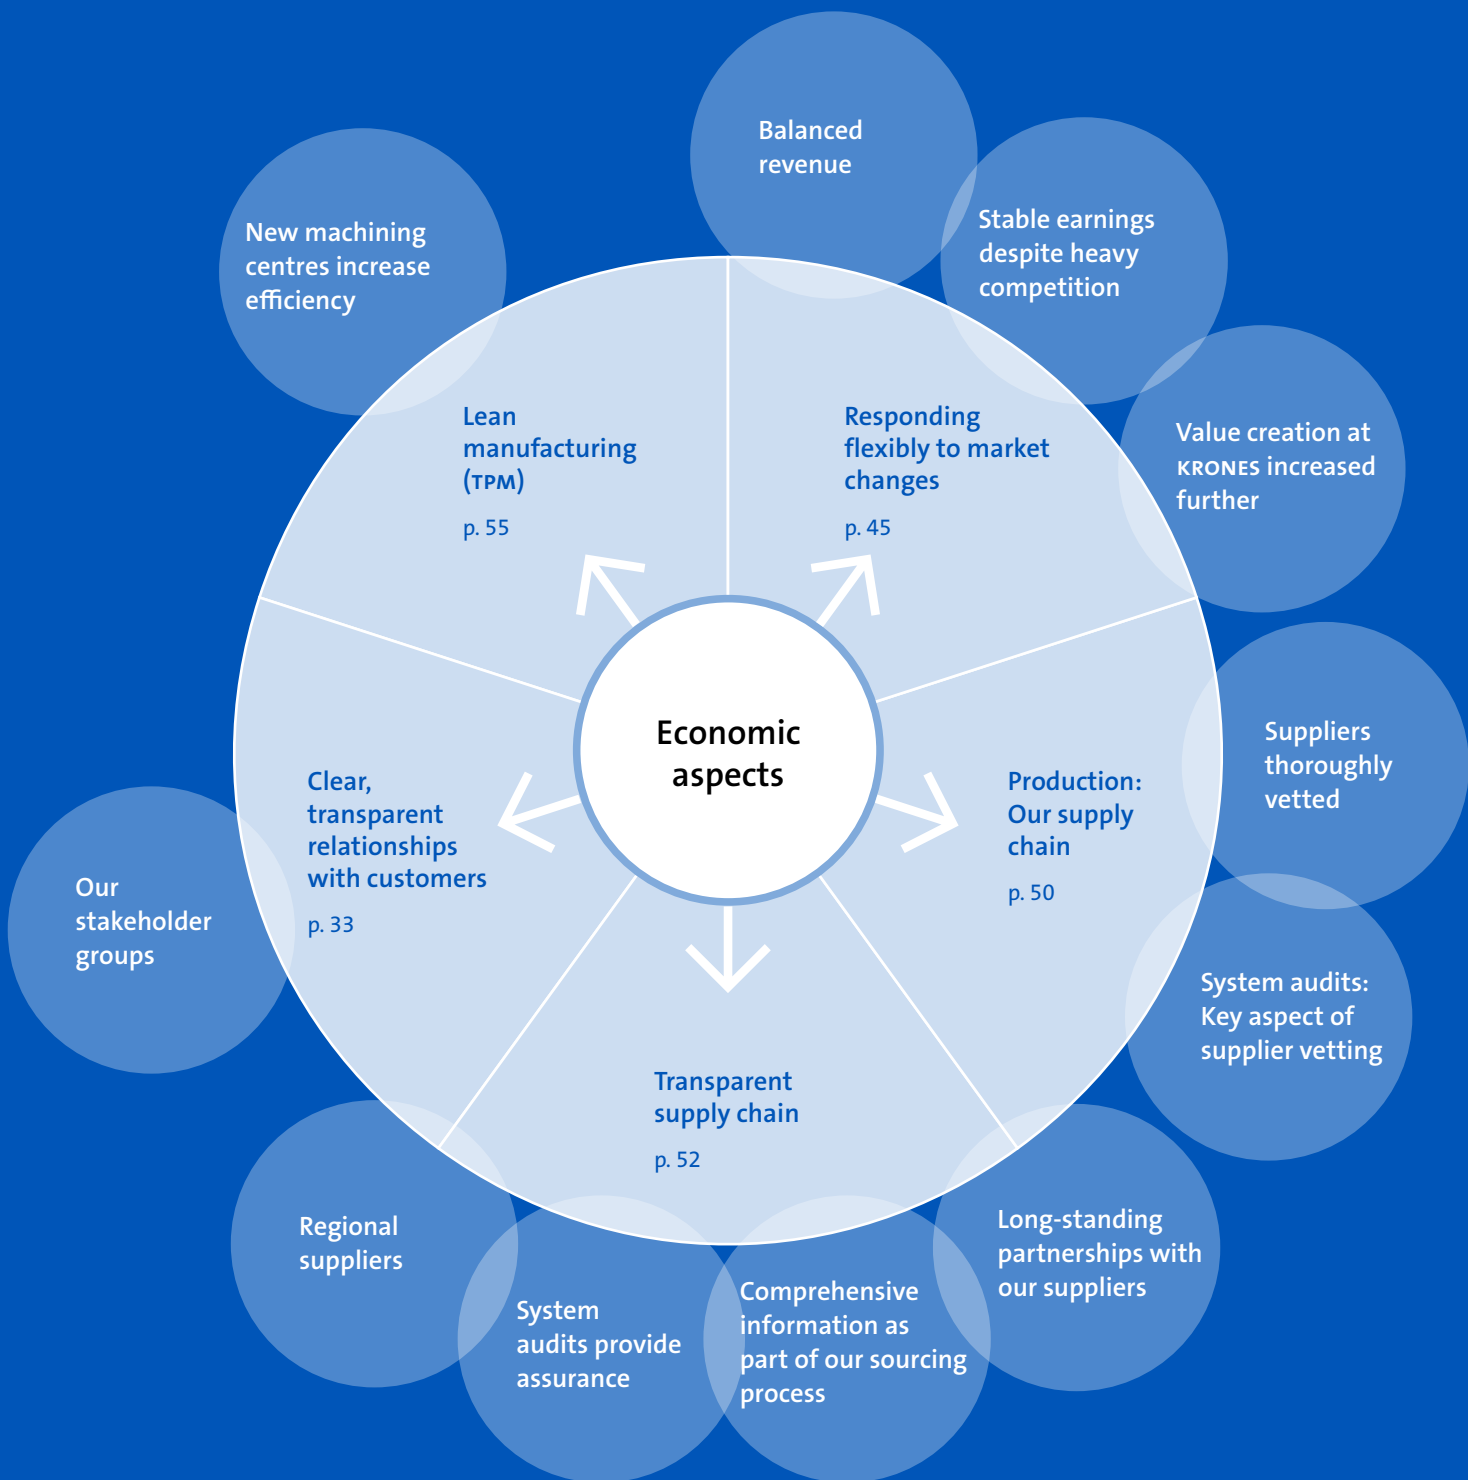 Balanced
revenue
Stable earnings
despite heavy
competition
New machining
centres increase
efficiency
Value creation at
KRONES increased
further
Lean
manufacturing
(TPM)
p. 55
Responding
flexibly to market
changes
p. 45
Economic
aspects
Suppliers
thoroughly
vetted
Clear,
transparent
relationships
with customers
p. 33
Production:
Our supply
chain
p. 50
Our
stakeholder
groups
System audits:
Key aspect of
supplier vetting
Transparent
supply chain
p. 52
Regional
suppliers
System
audits provide
assurance
Comprehensive
information as
part of our sourcing
process
Long-standing
partnerships with
our suppliers